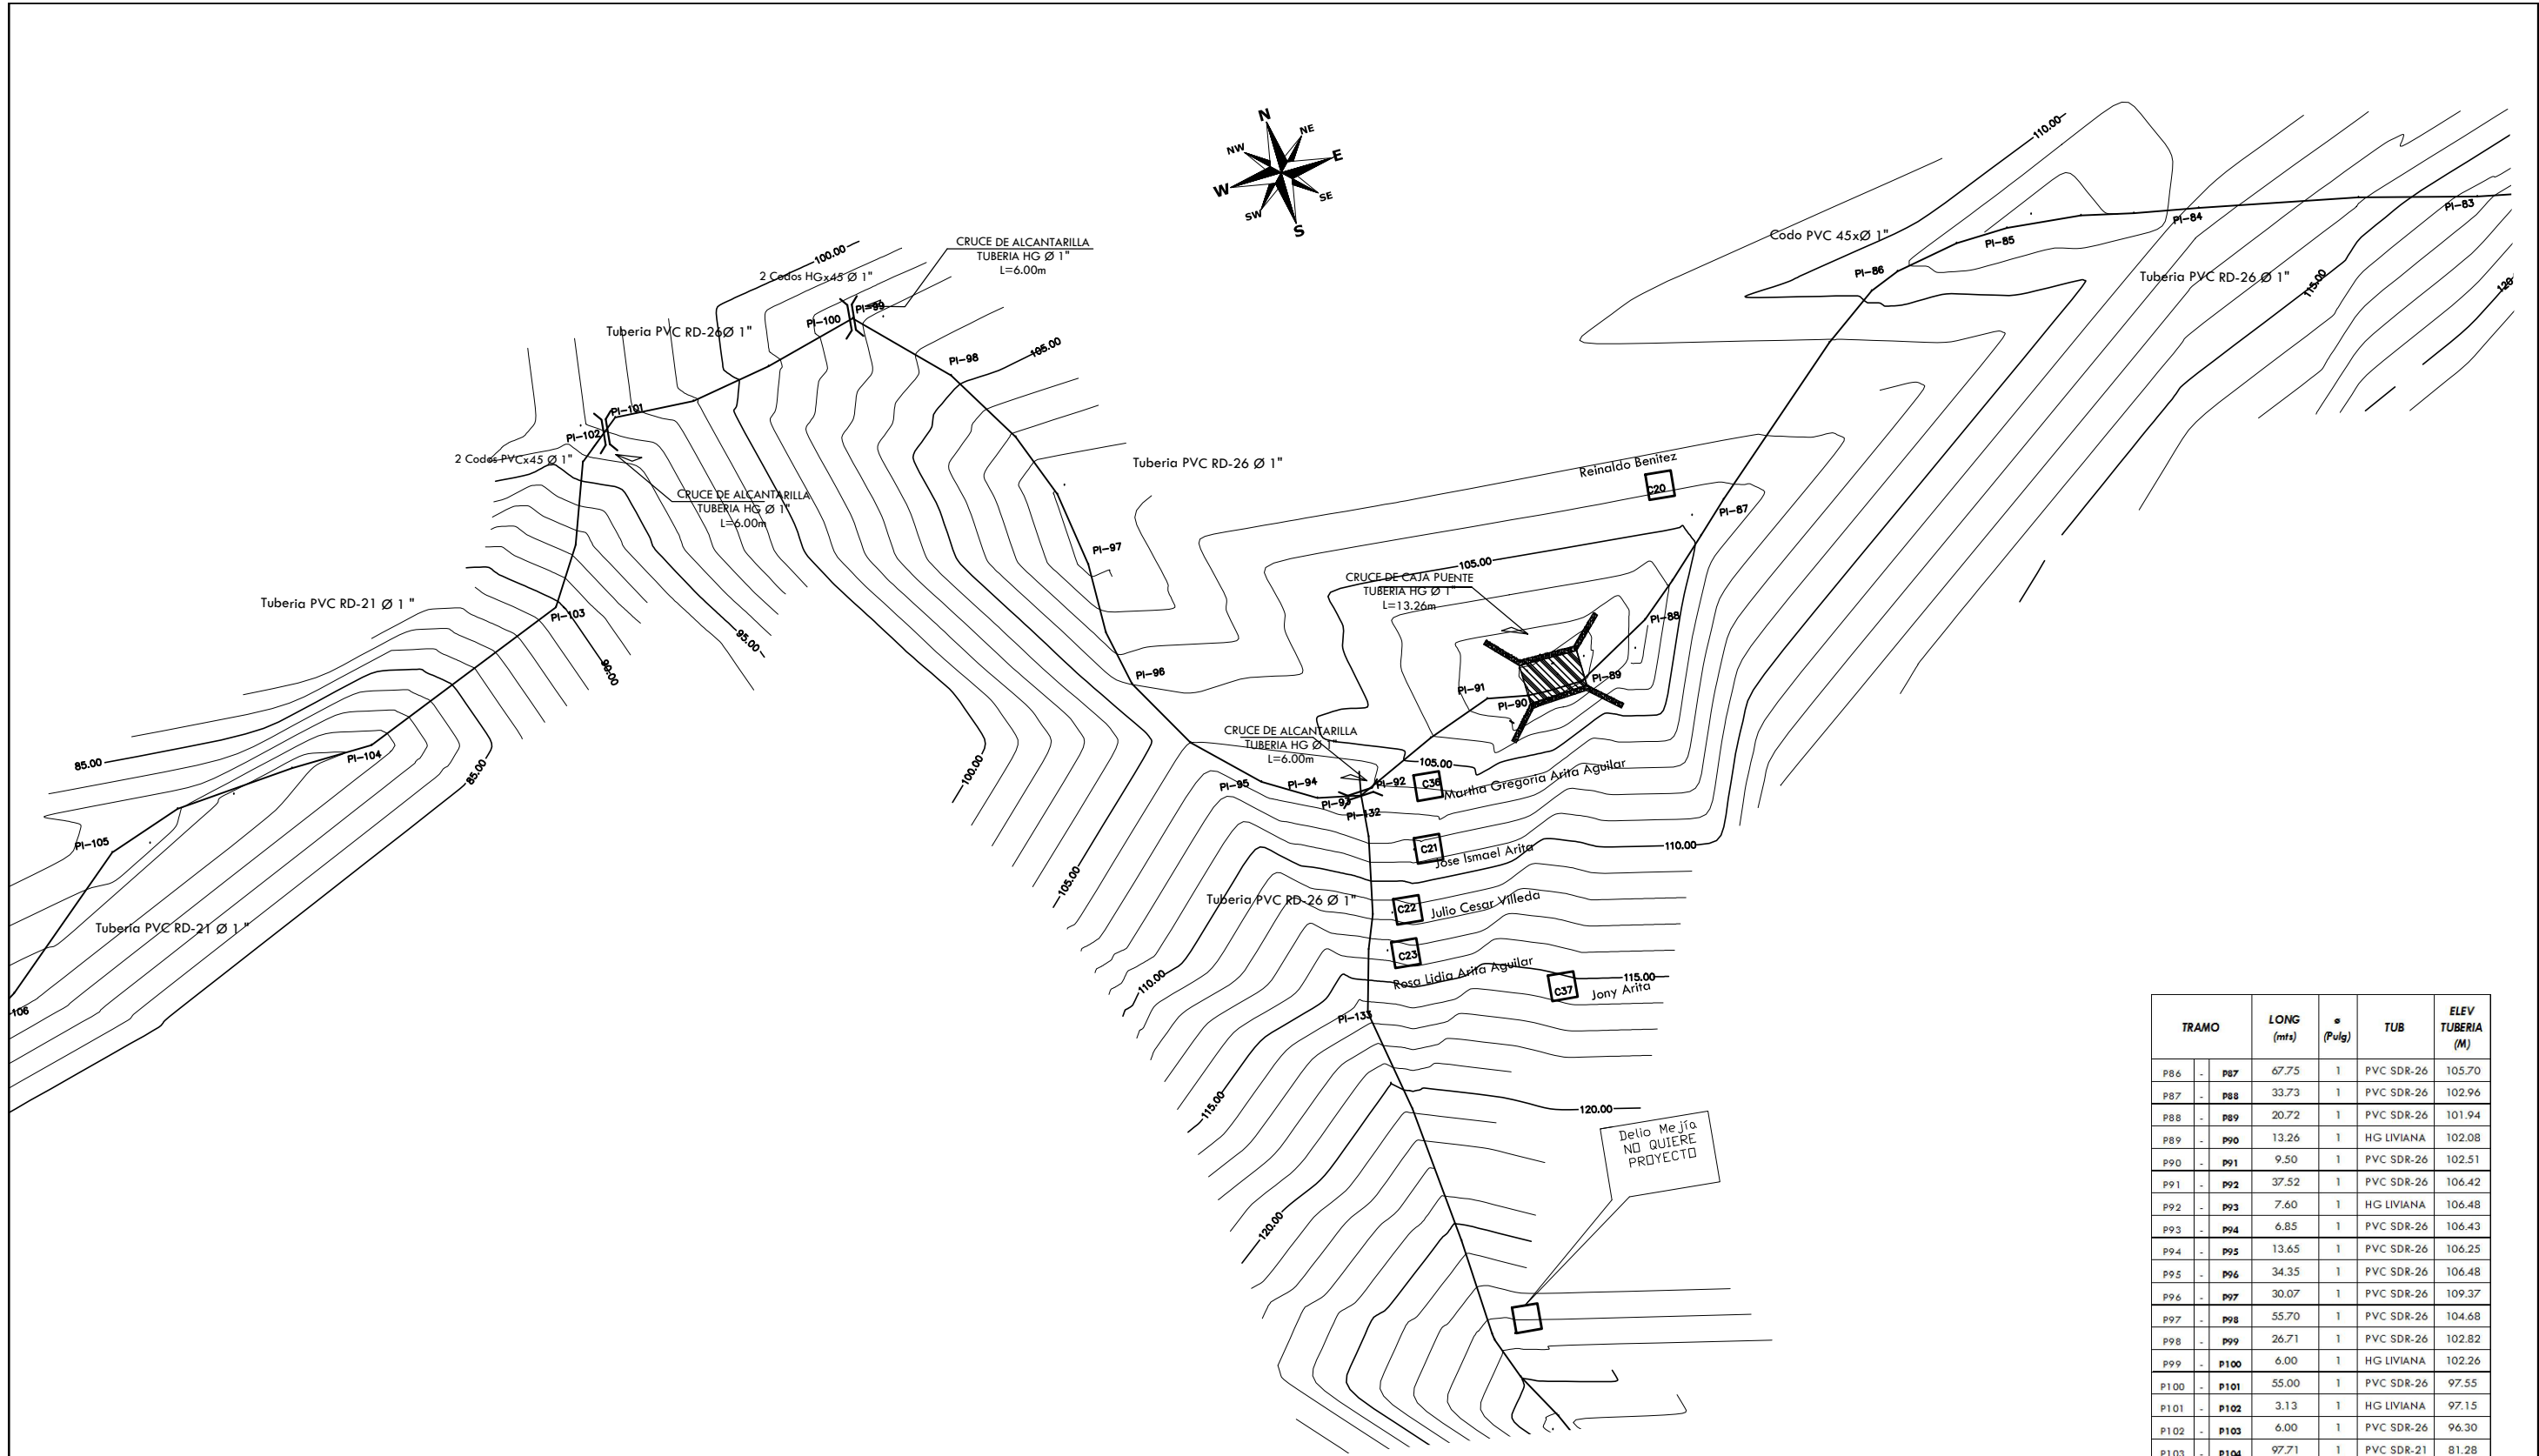 N
NE
E
SE
S
SW
W
NW
110.00
Codo PVC 45xØ 1"
PI-83
PI-84
PI-85
PI-86
Tuberia PVC RD-26 Ø 1"
115.00
120
CRUCE DE ALCANTARILLA
TUBERIA HG Ø 1"
L=6.00m
100.00
2 Codos HGx45 Ø 1"
PI-99
PI-100
Tuberia PVC RD-26Ø 1"
PI-98
105.00
PI-101
PI-102
2 Codos PVCx45 Ø 1"
CRUCE DE ALCANTARILLA
TUBERIA HG Ø 1"
L=6.00m
Tuberia PVC RD-26 Ø 1"
Reinaldo Benitez
C20
PI-87
PI-97
105.00
CRUCE DE CAJA PUENTE
TUBERIA HG Ø 1"
L=13.26m
Tuberia PVC RD-21 Ø 1"
PI-103
PI-88
95.00
90.00
PI-96
PI-89
PI-91
PI-90
CRUCE DE ALCANTARILLA
TUBERIA HG Ø 1"
L=6.00m
85.00
PI-104
85.00
100.00
105.00
PI-95
PI-94
PI-93
PI-92
C36
Martha Gregoria Arita Aguilar
PI-132
PI-105
C21
Jose Ismael Arita
110.00
105.00
Tuberia PVC RD-26 Ø 1"
C22
Julio Cesar Villeda
Tuberia PVC RD-21 Ø 1"
C23
Rosa Lidia Arita Aguilar
115.00
C37
Jony Arita
110.00
-106
PI-133
115.00
120.00
Delio Mejía
NO QUIERE
PROYECTO
120.00
TRAMO LONG (mts) ø (Pulg) TUB ELEV TUBERIA (M)
P86 - P87 67.75 1 PVC SDR-26 105.70
P87 - P88 33.73 1 PVC SDR-26 102.96
P88 - P89 20.72 1 PVC SDR-26 101.94
P89 - P90 13.26 1 HG LIVIANA 102.08
P90 - P91 9.50 1 PVC SDR-26 102.51
P91 - P92 37.52 1 PVC SDR-26 106.42
P92 - P93 7.60 1 HG LIVIANA 106.48
P93 - P94 6.85 1 PVC SDR-26 106.43
P94 - P95 13.65 1 PVC SDR-26 106.25
P95 - P96 34.35 1 PVC SDR-26 106.48
P96 - P97 30.07 1 PVC SDR-26 109.37
P97 - P98 55.70 1 PVC SDR-26 104.68
P98 - P99 26.71 1 PVC SDR-26 102.82
P99 - P100 6.00 1 HG LIVIANA 102.26
P100 - P101 55.00 1 PVC SDR-26 97.55
P101 - P102 3.13 1 HG LIVIANA 97.15
P102 - P103 6.00 1 PVC SDR-26 96.30
P103 - P104 97.71 1 PVC SDR-21 81.28